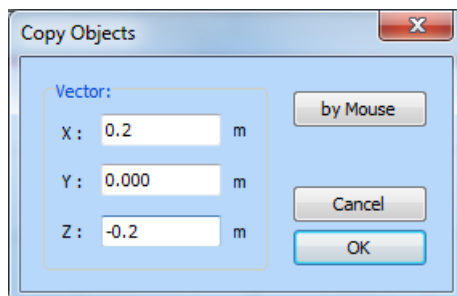 Copy Objects
Vector:
X: 0.2 m
by Mouse
Y: 0.000 m
Z: -0.2 m
Cancel
OK